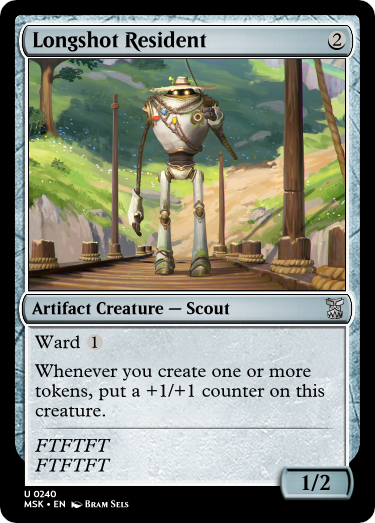 Longshot Resident 2
Artifact Creature — Scout
Ward 1
Whenever you create one or more
tokens, put a +1/+1 counter on this
creature.
FTFTFT
FTFTFT
1/2
U 0240
MSK • EN Bram Sels